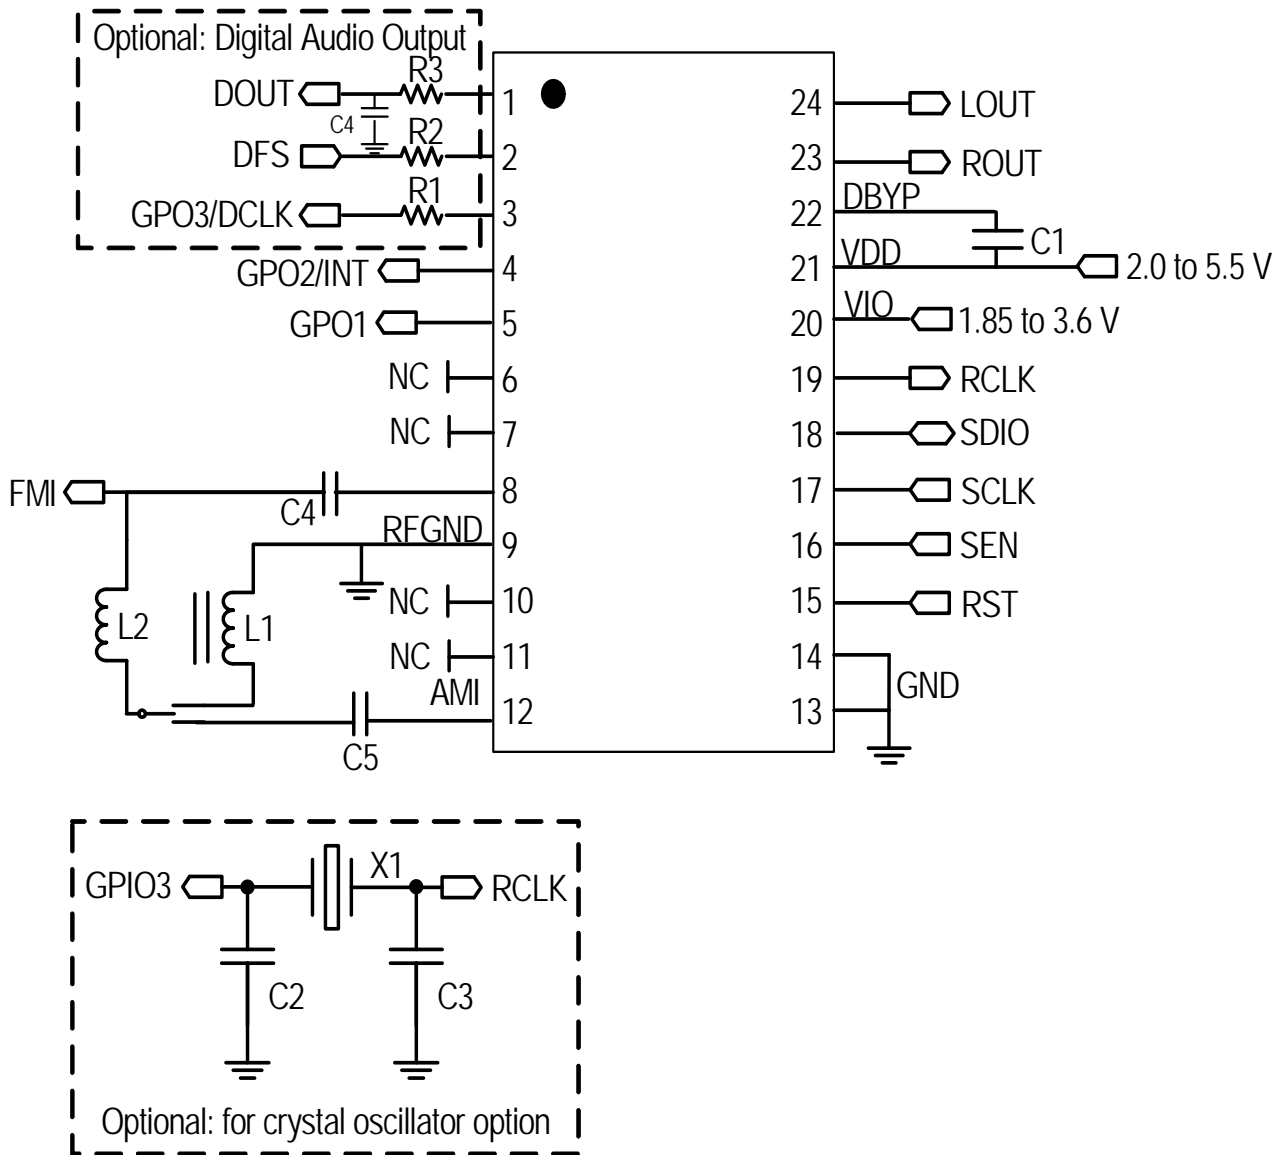 Optional: Digital Audio Output
R3
DOUT
1
C4
R2
DFS
2
R1
GPO3/DCLK
3
GPO2/INT
4
GPO1
5
NC
6
NC
7
FMI
C4
8
RFGND
9
L2
L1
NC
10
NC
11
AMI
12
C5
24
LOUT
23
ROUT
DBYP
22
C1
VDD
21
2.0 to 5.5 V
VIO
20
1.85 to 3.6 V
19
RCLK
18
SDIO
17
SCLK
16
SEN
15
RST
14
GND
13
GPIO3
X1
RCLK
C2
C3
Optional: for crystal oscillator option